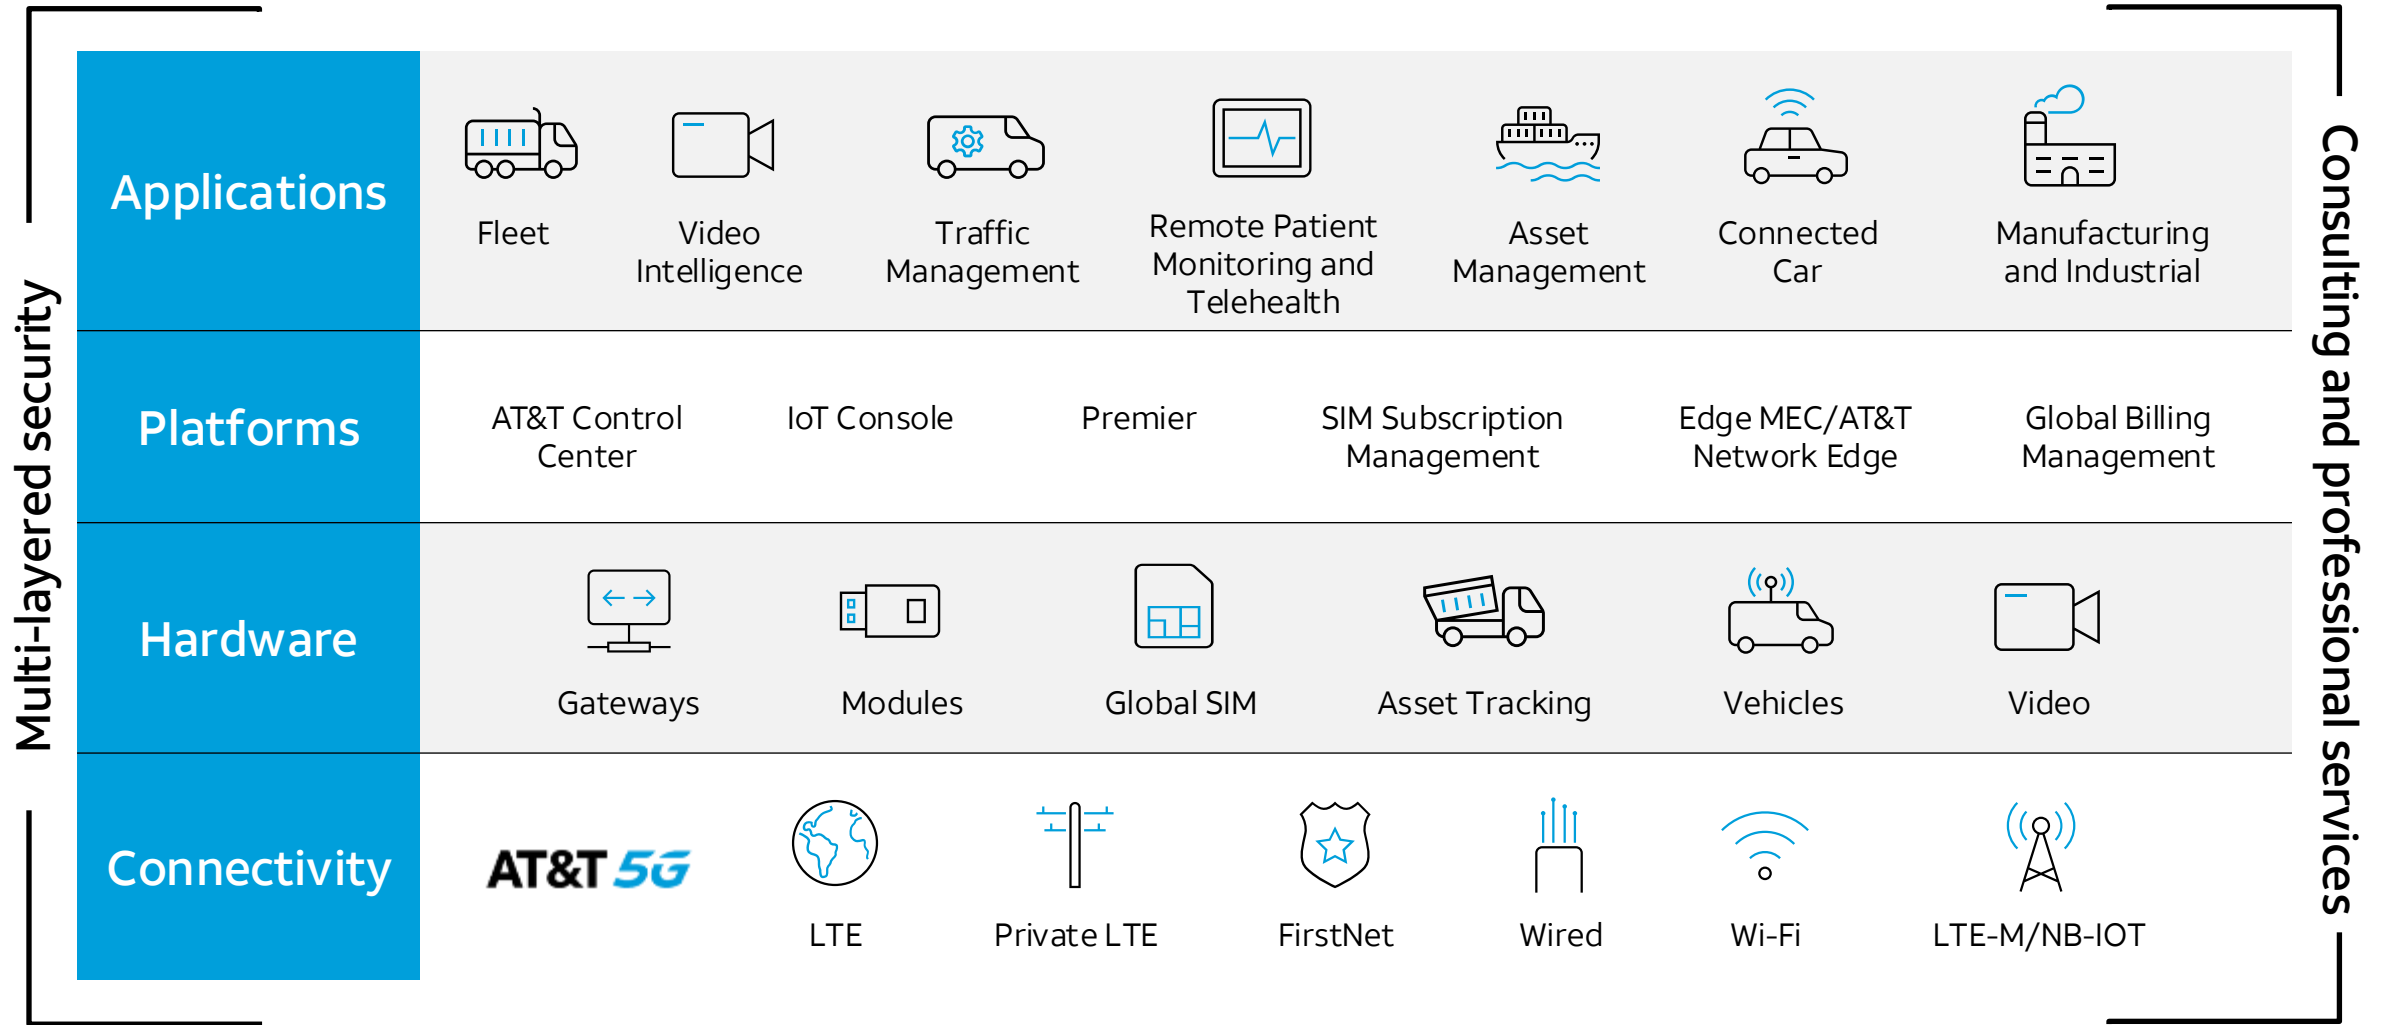 Multi-layered security
Applications
Fleet
Video
Intelligence
Traffic
Management
Remote Patient
Monitoring and
Telehealth
Asset
Management
Connected
Car
Manufacturing
and Industrial
Platforms
AT&T Control
Center
IoT Console
Premier
SIM Subscription
Management
Edge MEC/AT&T
Network Edge
Global Billing
Management
Hardware
Gateways
Modules
Global SIM
Asset Tracking
Vehicles
Video
Connectivity
AT&T 5G
LTE
Private LTE
FirstNet
Wired
Wi-Fi
LTE-M/NB-IOT
Consulting and professional services